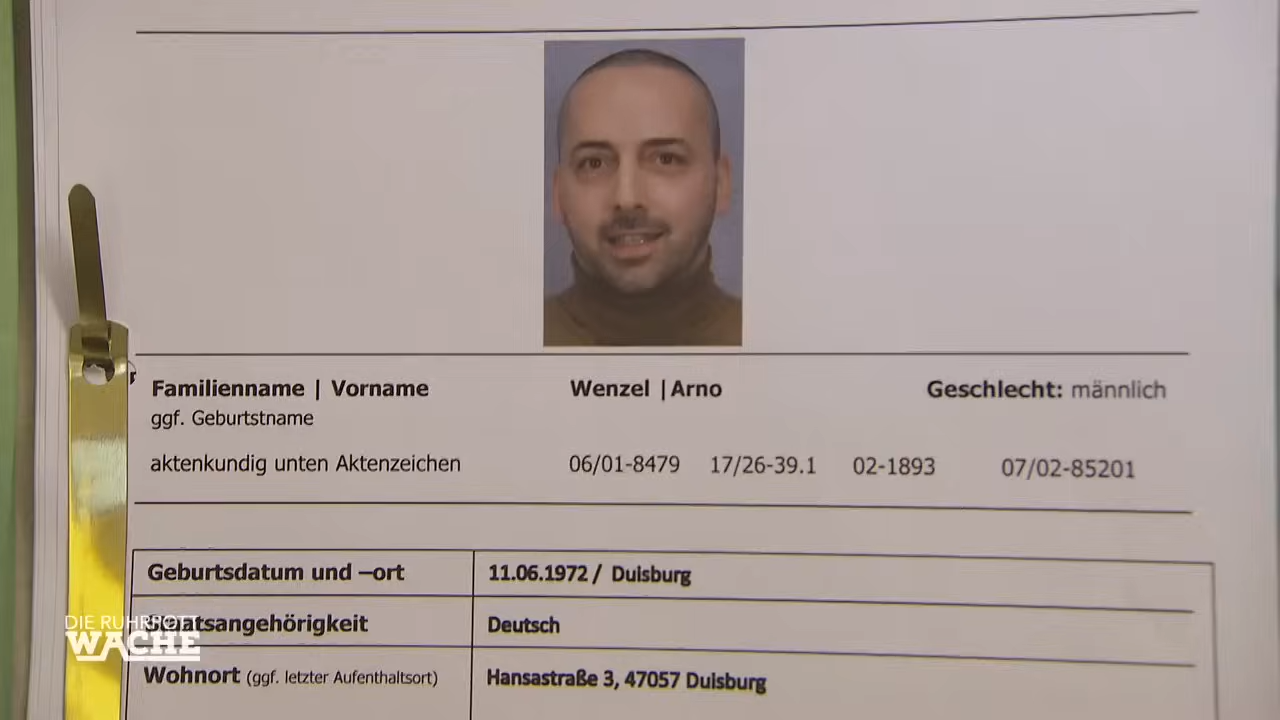 Familienname | Vorname Wenzel | Arno Geschlecht: männlich
ggf. Geburtstname
aktenkundig unten Aktenzeichen 06/01-8479 17/26-39.1 02-1893 07/02-85201
Geburtsdatum und –ort 11.06.1972 / Duisburg
Staatsangehörigkeit Deutsch
Wohnort (ggf. letzter Aufenthaltsort) Hansastraße 3, 47057 Duisburg
DIE RUHRPOTT
WACHE